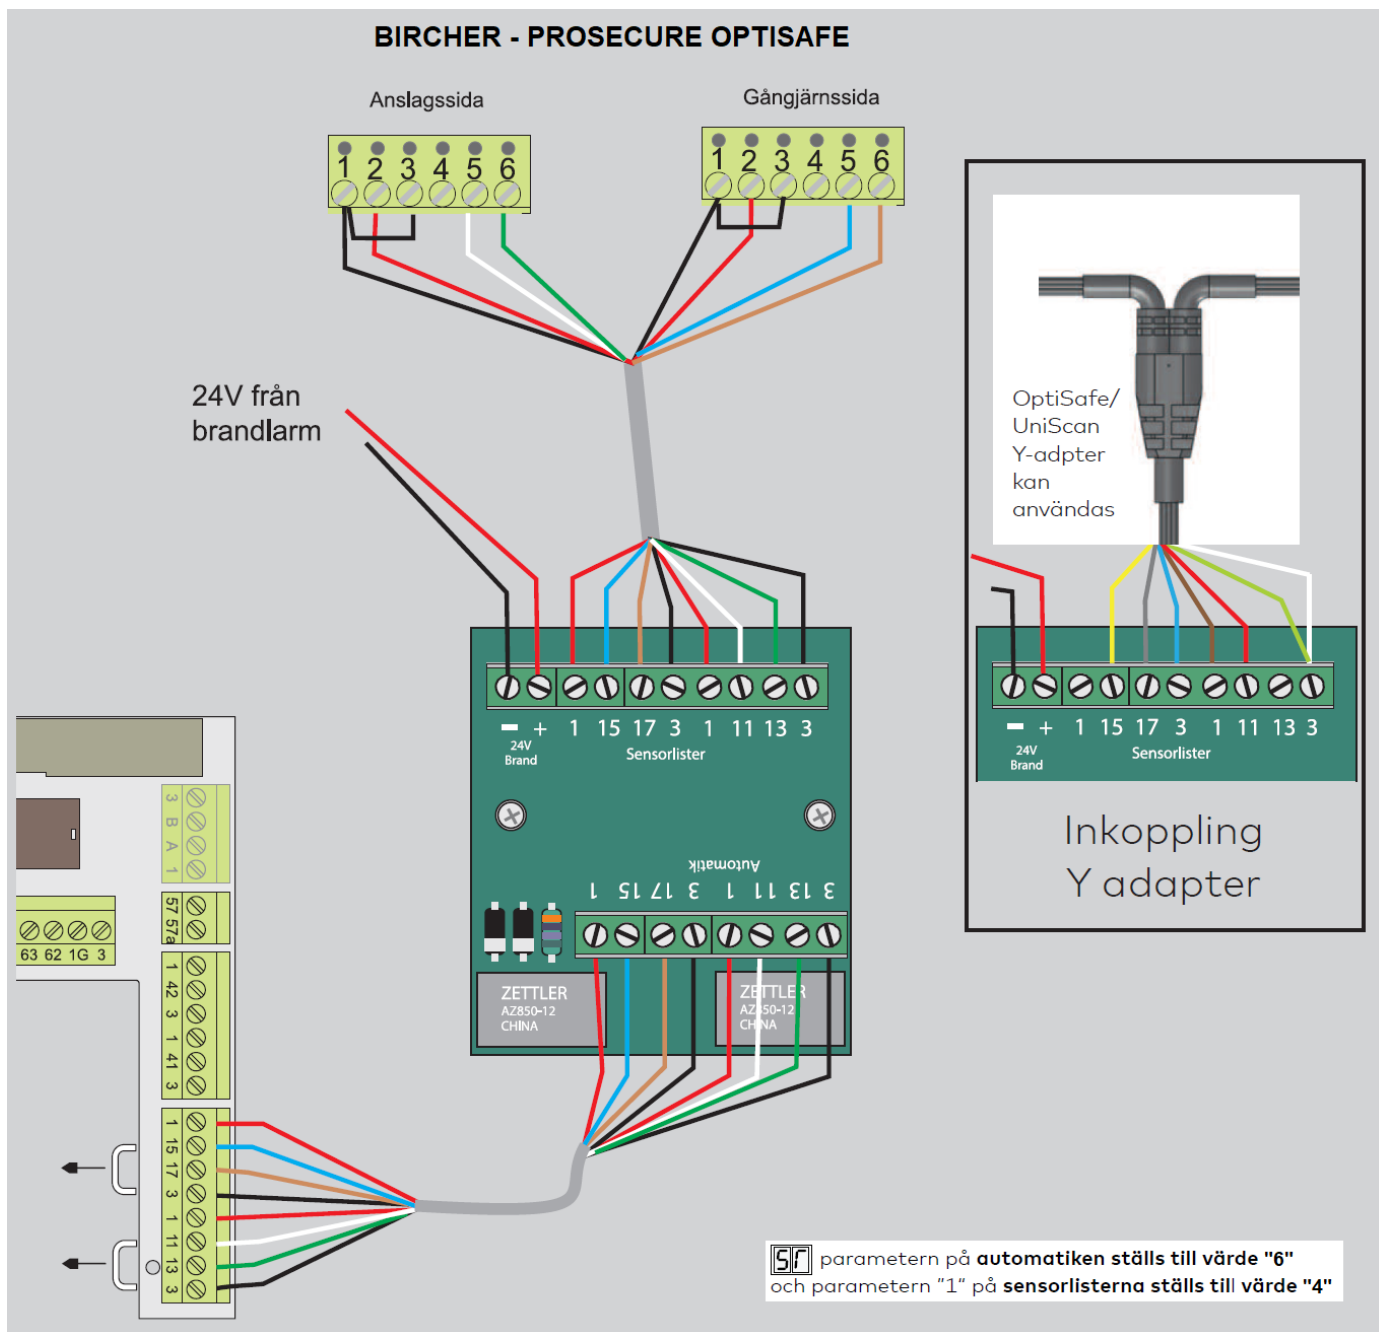 BIRCHER - PROSECURE OPTISAFE
Anslagssida
Gångjärnssida
1 2 3 4 5 6
1 2 3 4 5 6
24V från
brandlarm
OptiSafe/
UniScan
Y-adpter
kan
användas
- + 1 15 17 3 1 11 13 3
24V
Brand
Sensorlister
- + 1 15 17 3 1 11 13 3
24V
Brand
Sensorlister
Inkoppling
Y adapter
Automatik
1 15 17 3 1 11 13 3
ZETTLER
AZ850-12
CHINA
ZETTLER
AZ850-12
CHINA
3
B
A
1
57
57a
63 62 1G 3
1
42
3
1
41
3
1
15
17
3
1
11
13
3
Sr parametern på automatiken ställs till värde "6"
och parametern "1" på sensorlisterna ställs till värde "4"